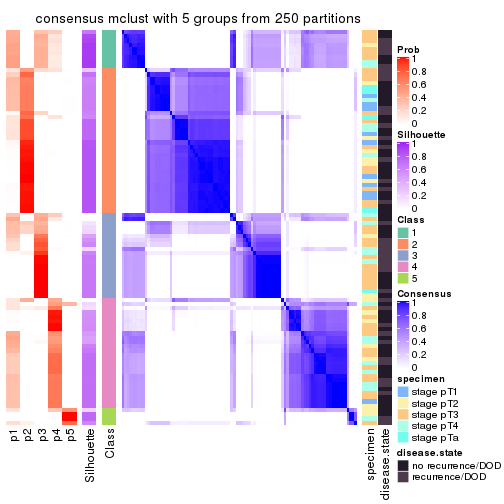 consensus mclust with 5 groups from 250 partitions
p1
p2
p3
p4
p5
Silhouette
Class
specimen
disease.state
Prob
1
0.8
0.6
0.4
0.2
0
Silhouette
1
0.8
0.6
0.4
0.2
0
Class
1
2
3
4
5
Consensus
1
0.8
0.6
0.4
0.2
0
specimen
stage pT1
stage pT2
stage pT3
stage pT4
stage pTa
disease.state
no recurrence/DOD
recurrence/DOD